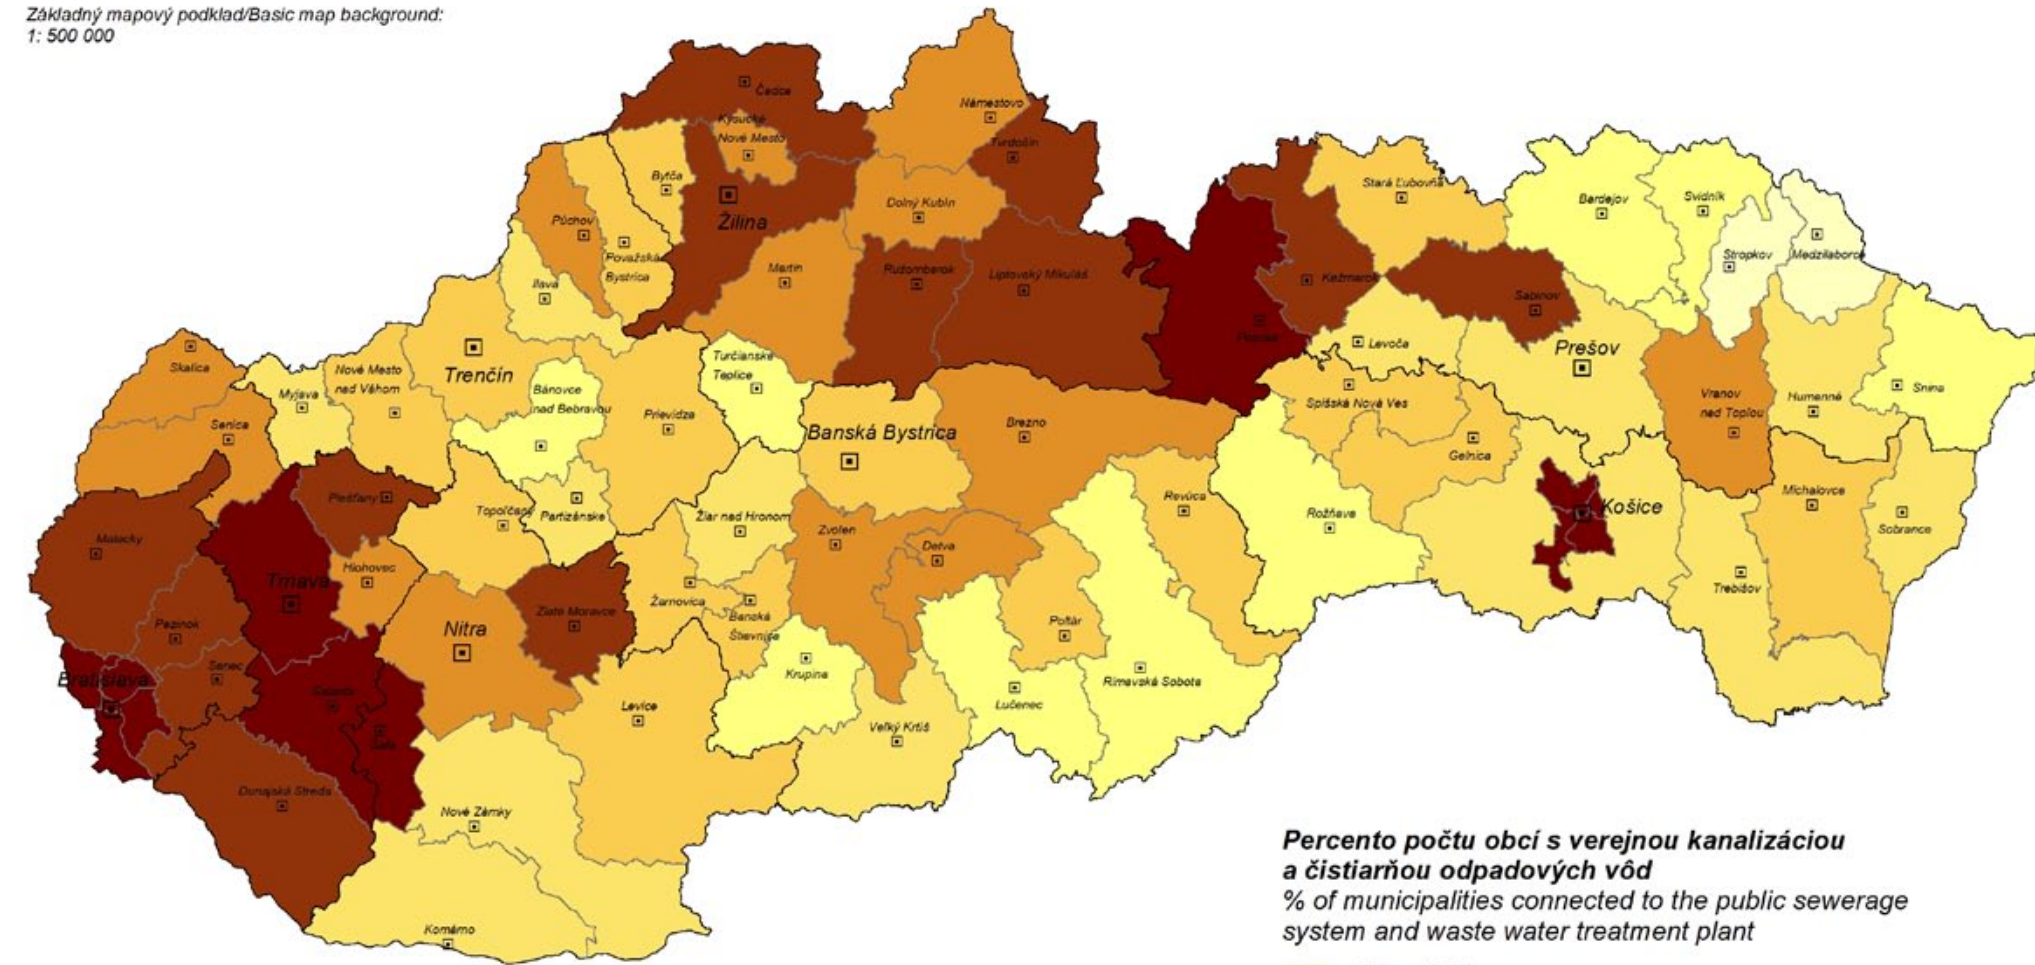 Základný mapový podklad/Basic map background:
1: 500 000
Čadca
Námestovo
Kysucké
Nové Mesto
Tvrdošín
Bytča
Stará Ľubovňa
Bardejov
Svidník
Dolný Kubín
Púchov
Žilina
Stropkov
Medzilaborce
Považská
Bystrica
Martin
Ružomberok
Liptovský Mikuláš
Kežmarok
Ilava
Sabinov
Poprad
Levoča
Prešov
Skalica
Turčianske
Teplice
Trenčín
Nové Mesto
nad Váhom
Myjava
Bánovce
nad Bebravou
Prievidza
Spišská Nová Ves
Vranov
nad Topľou
Humenné
Snina
Senica
Banská Bystrica
Brezno
Gelnica
Piešťany
Topoľčany
Partizánske
Žiar nad Hronom
Revúca
Rožňava
Košice
Michalovce
Sobrance
Malacky
Zvolen
Detva
Hlohovec
Trnava
Žarnovica
Banská
Štiavnica
Trebišov
Pezinok
Nitra
Zlaté Moravce
Poltár
Senec
Bratislava
Galanta
Šaľa
Krupina
Rimavská Sobota
Levice
Lučenec
Veľký Krtíš
Dunajská Streda
Nové Zámky
Komárno
Percento počtu obcí s verejnou kanalizáciou
a čistiarňou odpadových vôd
% of municipalities connected to the public sewerage
system and waste water treatment plant